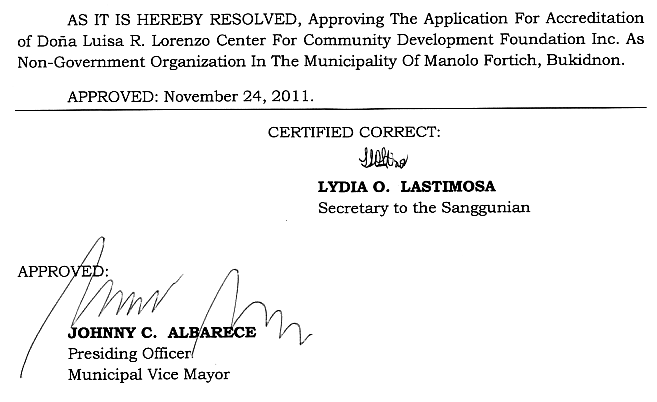 AS IT IS HEREBY RESOLVED, Approving The Application For Accreditation
of Doña Luisa R. Lorenzo Center For Community Development Foundation Inc. As
Non-Government Organization In The Municipality Of Manolo Fortich, Bukidnon.
APPROVED: November 24, 2011.
CERTIFIED CORRECT:
LYDIA O. LASTIMOSA
Secretary to the Sanggunian
APPROVED:
JOHNNY C. ALBARECE
Presiding Officer
Municipal Vice Mayor